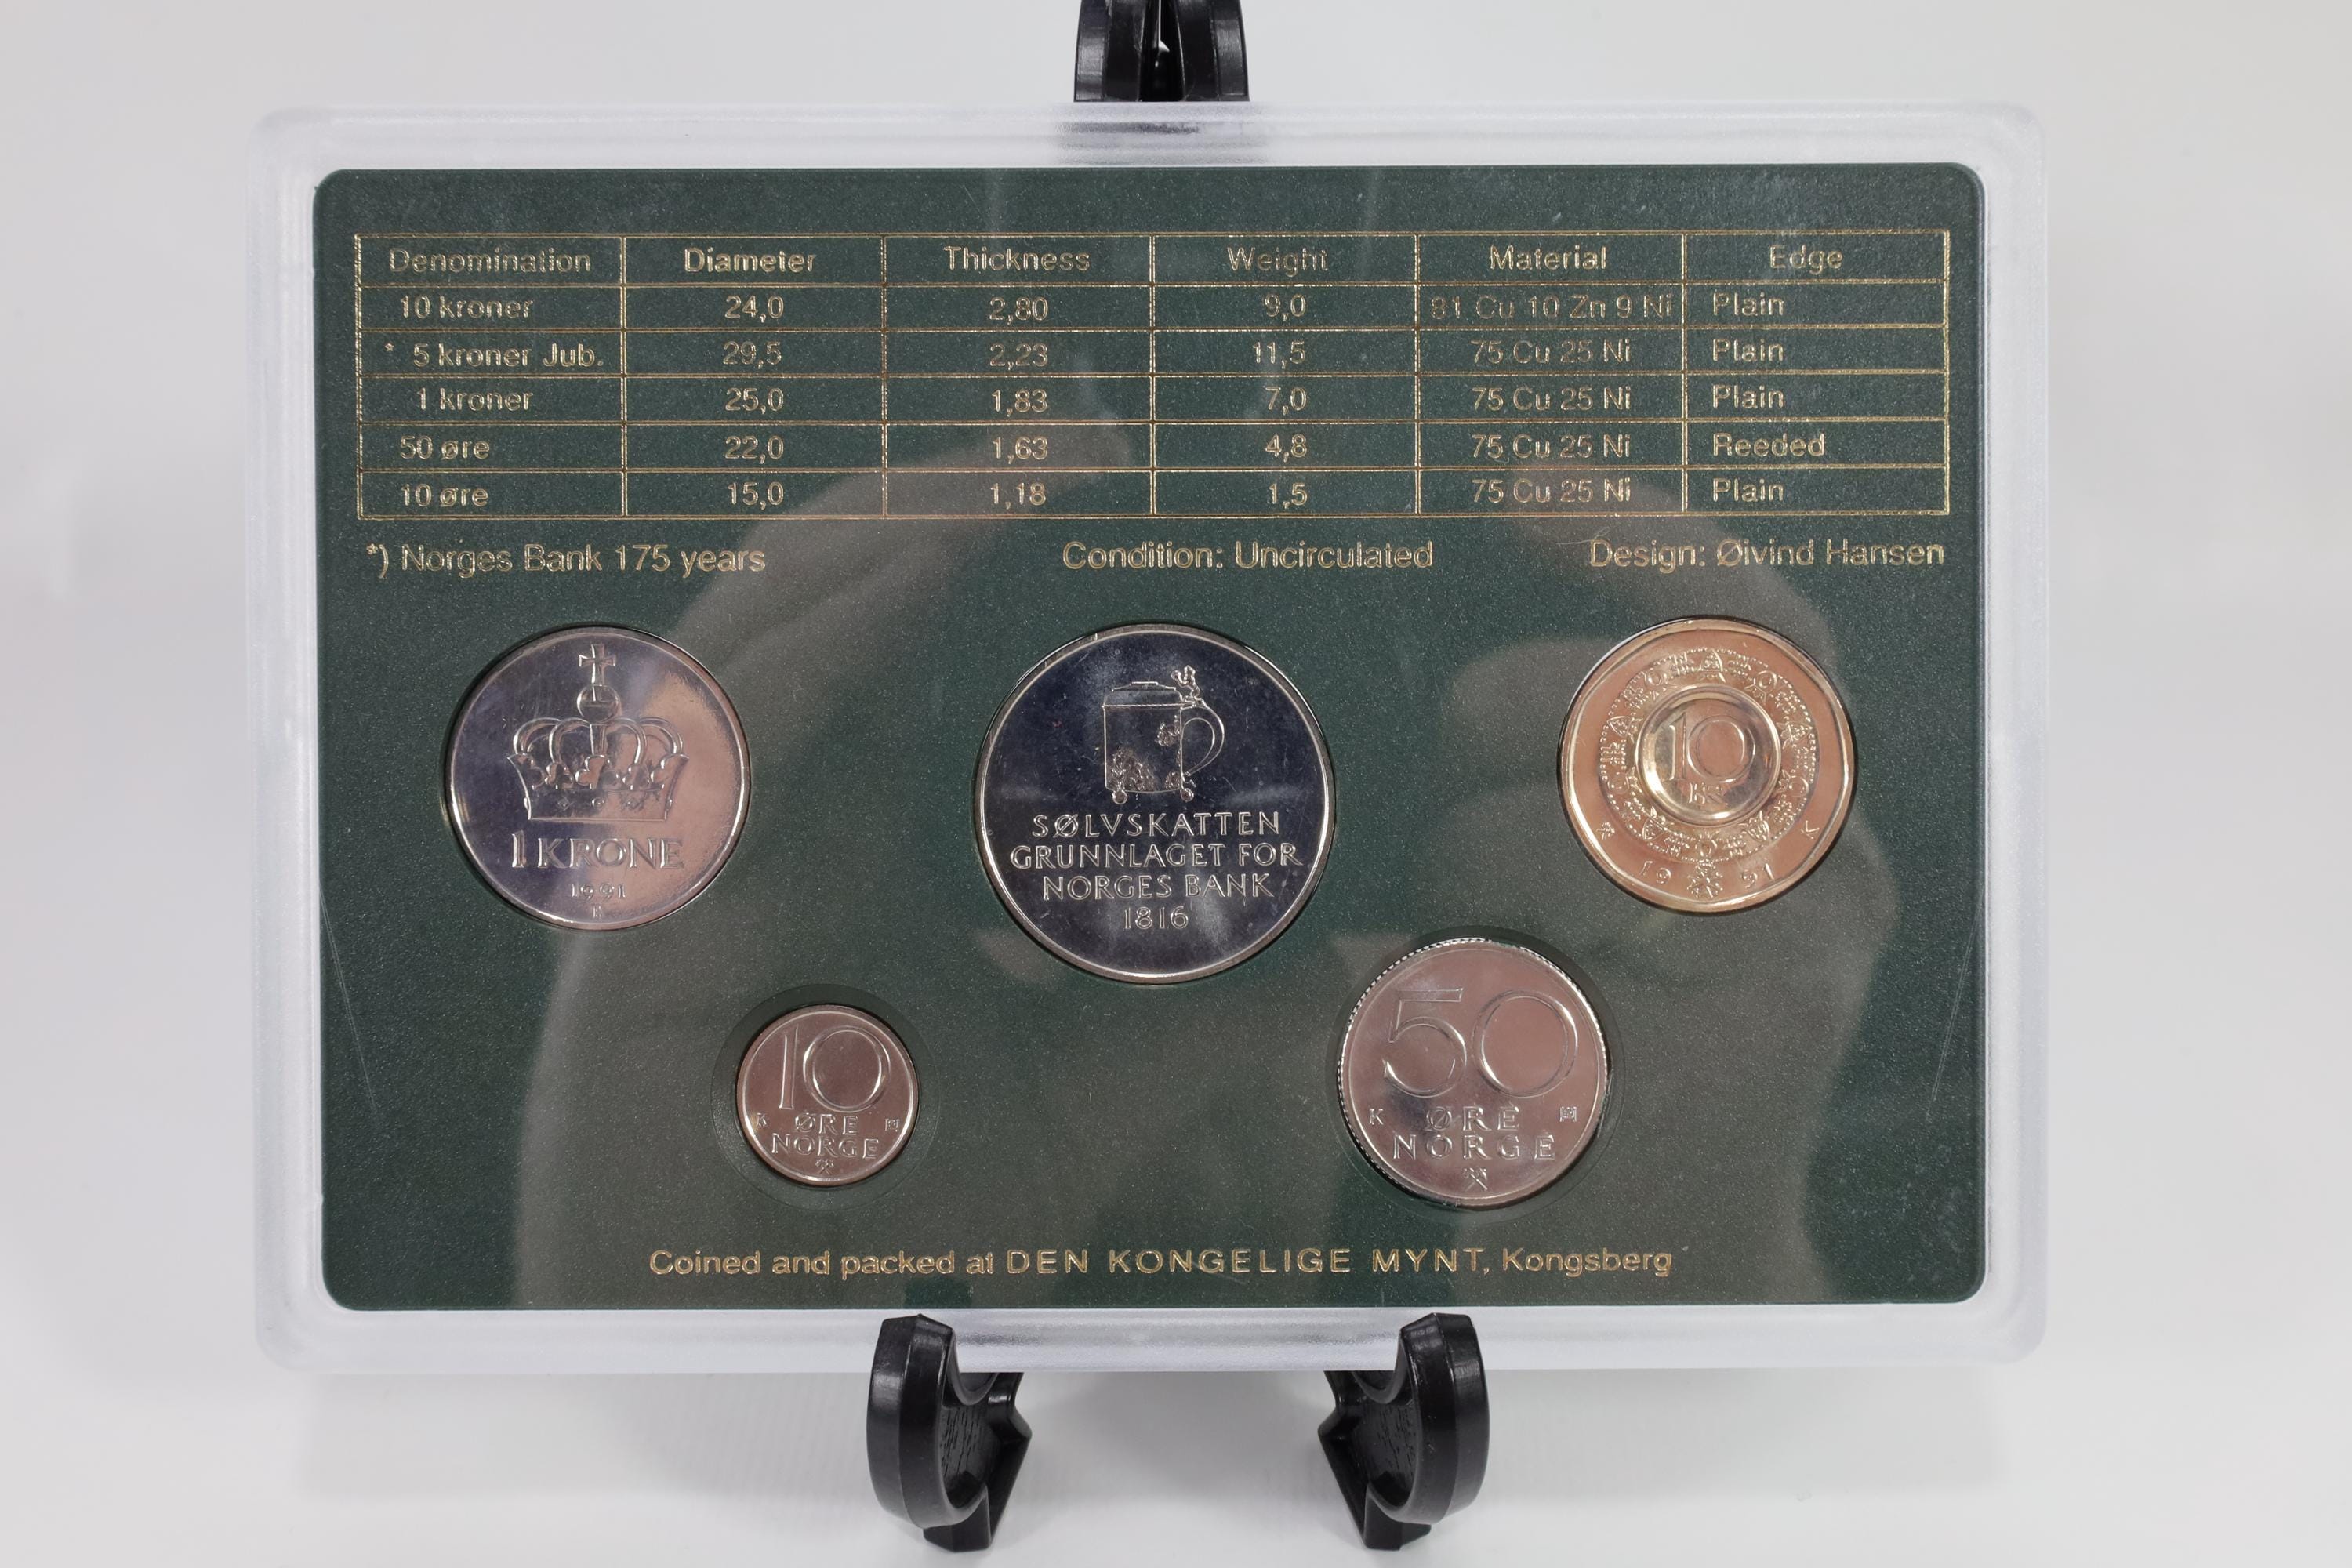 Denomination Diameter Thickness Weight Material Edge
10 kroner 24,0 2,80 9,0 81 Cu 10 Zn 9 Ni Plain
* 5 kroner Jub. 29,5 2,23 11,5 75 Cu 25 Ni Plain
1 kroner 25,0 1,83 7,0 75 Cu 25 Ni Plain
50 øre 22,0 1,63 4,8 75 Cu 25 Ni Reeded
10 øre 15,0 1,18 1,5 75 Cu 25 Ni Plain
*) Norges Bank 175 years Condition: Uncirculated Design: Øivind Hansen
1 KRONE
1991
SØLVSKATTEN
GRUNNLAGET FOR
NORGES BANK
1816
10
KR
K
19 91
10
K ØRE
NORGE
50
K ØRE
NORGE
Coined and packed at DEN KONGELIGE MYNT, Kongsberg